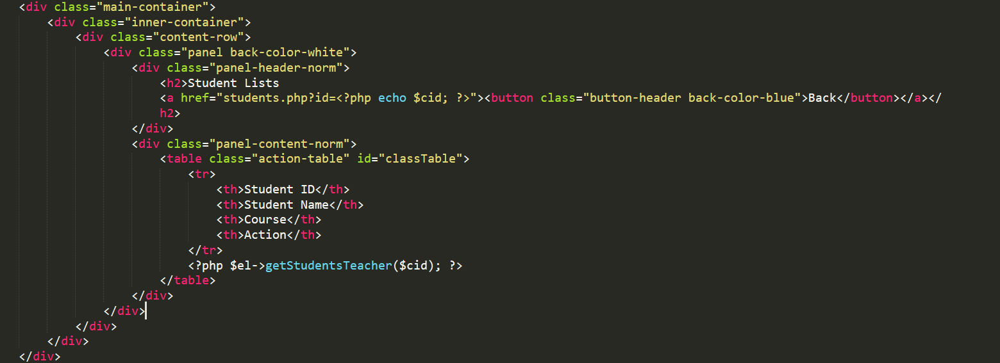 <div class="main-container">
<div class="inner-container">
<div class="content-row">
<div class="panel back-color-white">
<div class="panel-header-norm">
<h2>Student Lists
<a href="students.php?id=<?php echo $cid; ?>"><button class="button-header back-color-blue">Back</button></a></
h2>
</div>
<div class="panel-content-norm">
<table class="action-table" id="classTable">
<tr>
<th>Student ID</th>
<th>Student Name</th>
<th>Course</th>
<th>Action</th>
</tr>
<?php $el->getStudentsTeacher($cid); ?>
</table>
</div>
</div>
</div>
</div>
</div>